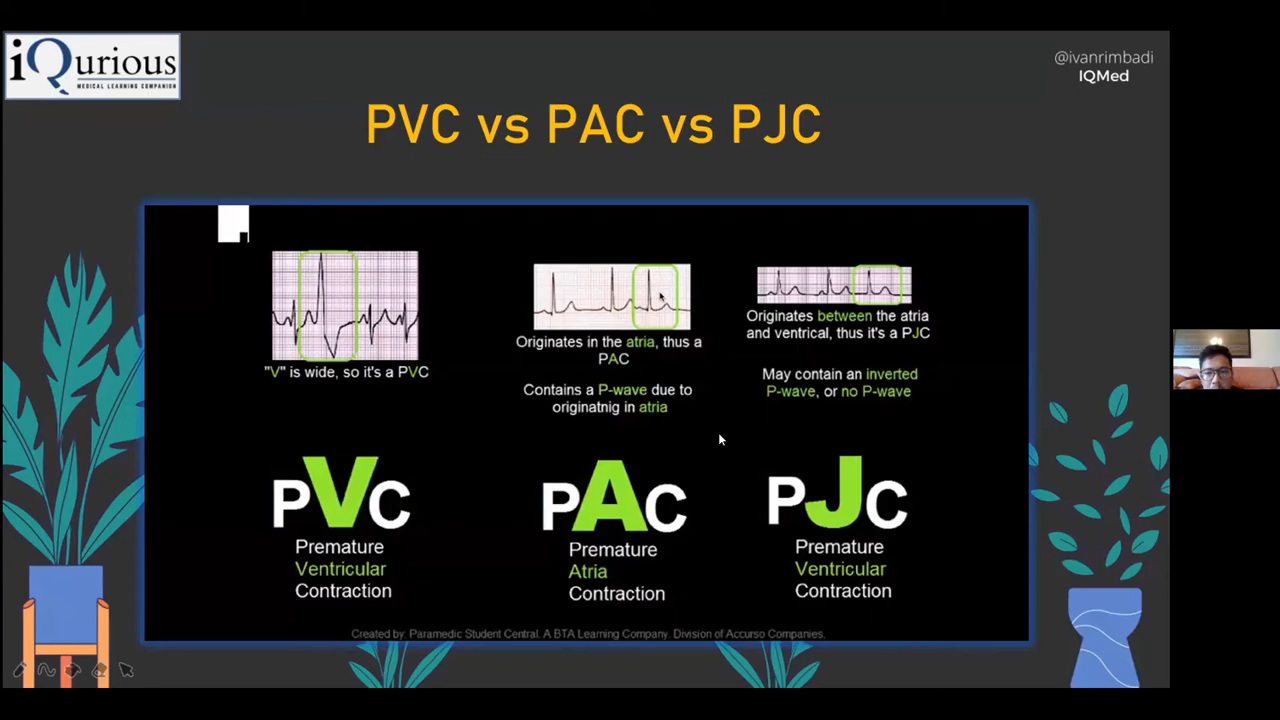 iQurious
MEDICAL LEARNING COMPANION
@ivanrimbadi
IQMed
PVC vs PAC vs PJC
"V" is wide, so it's a PVC
Originates in the atria, thus a
PAC
Contains a P-wave due to
originatnig in atria
Originates between the atria
and ventrical, thus it's a PJC
May contain an inverted
P-wave, or no P-wave
PVC
Premature
Ventricular
Contraction
PAC
Premature
Atria
Contraction
PJC
Premature
Ventricular
Contraction
Created by: Paramedic Student Central. A BTA Learning Company. Division of Accurso Companies.